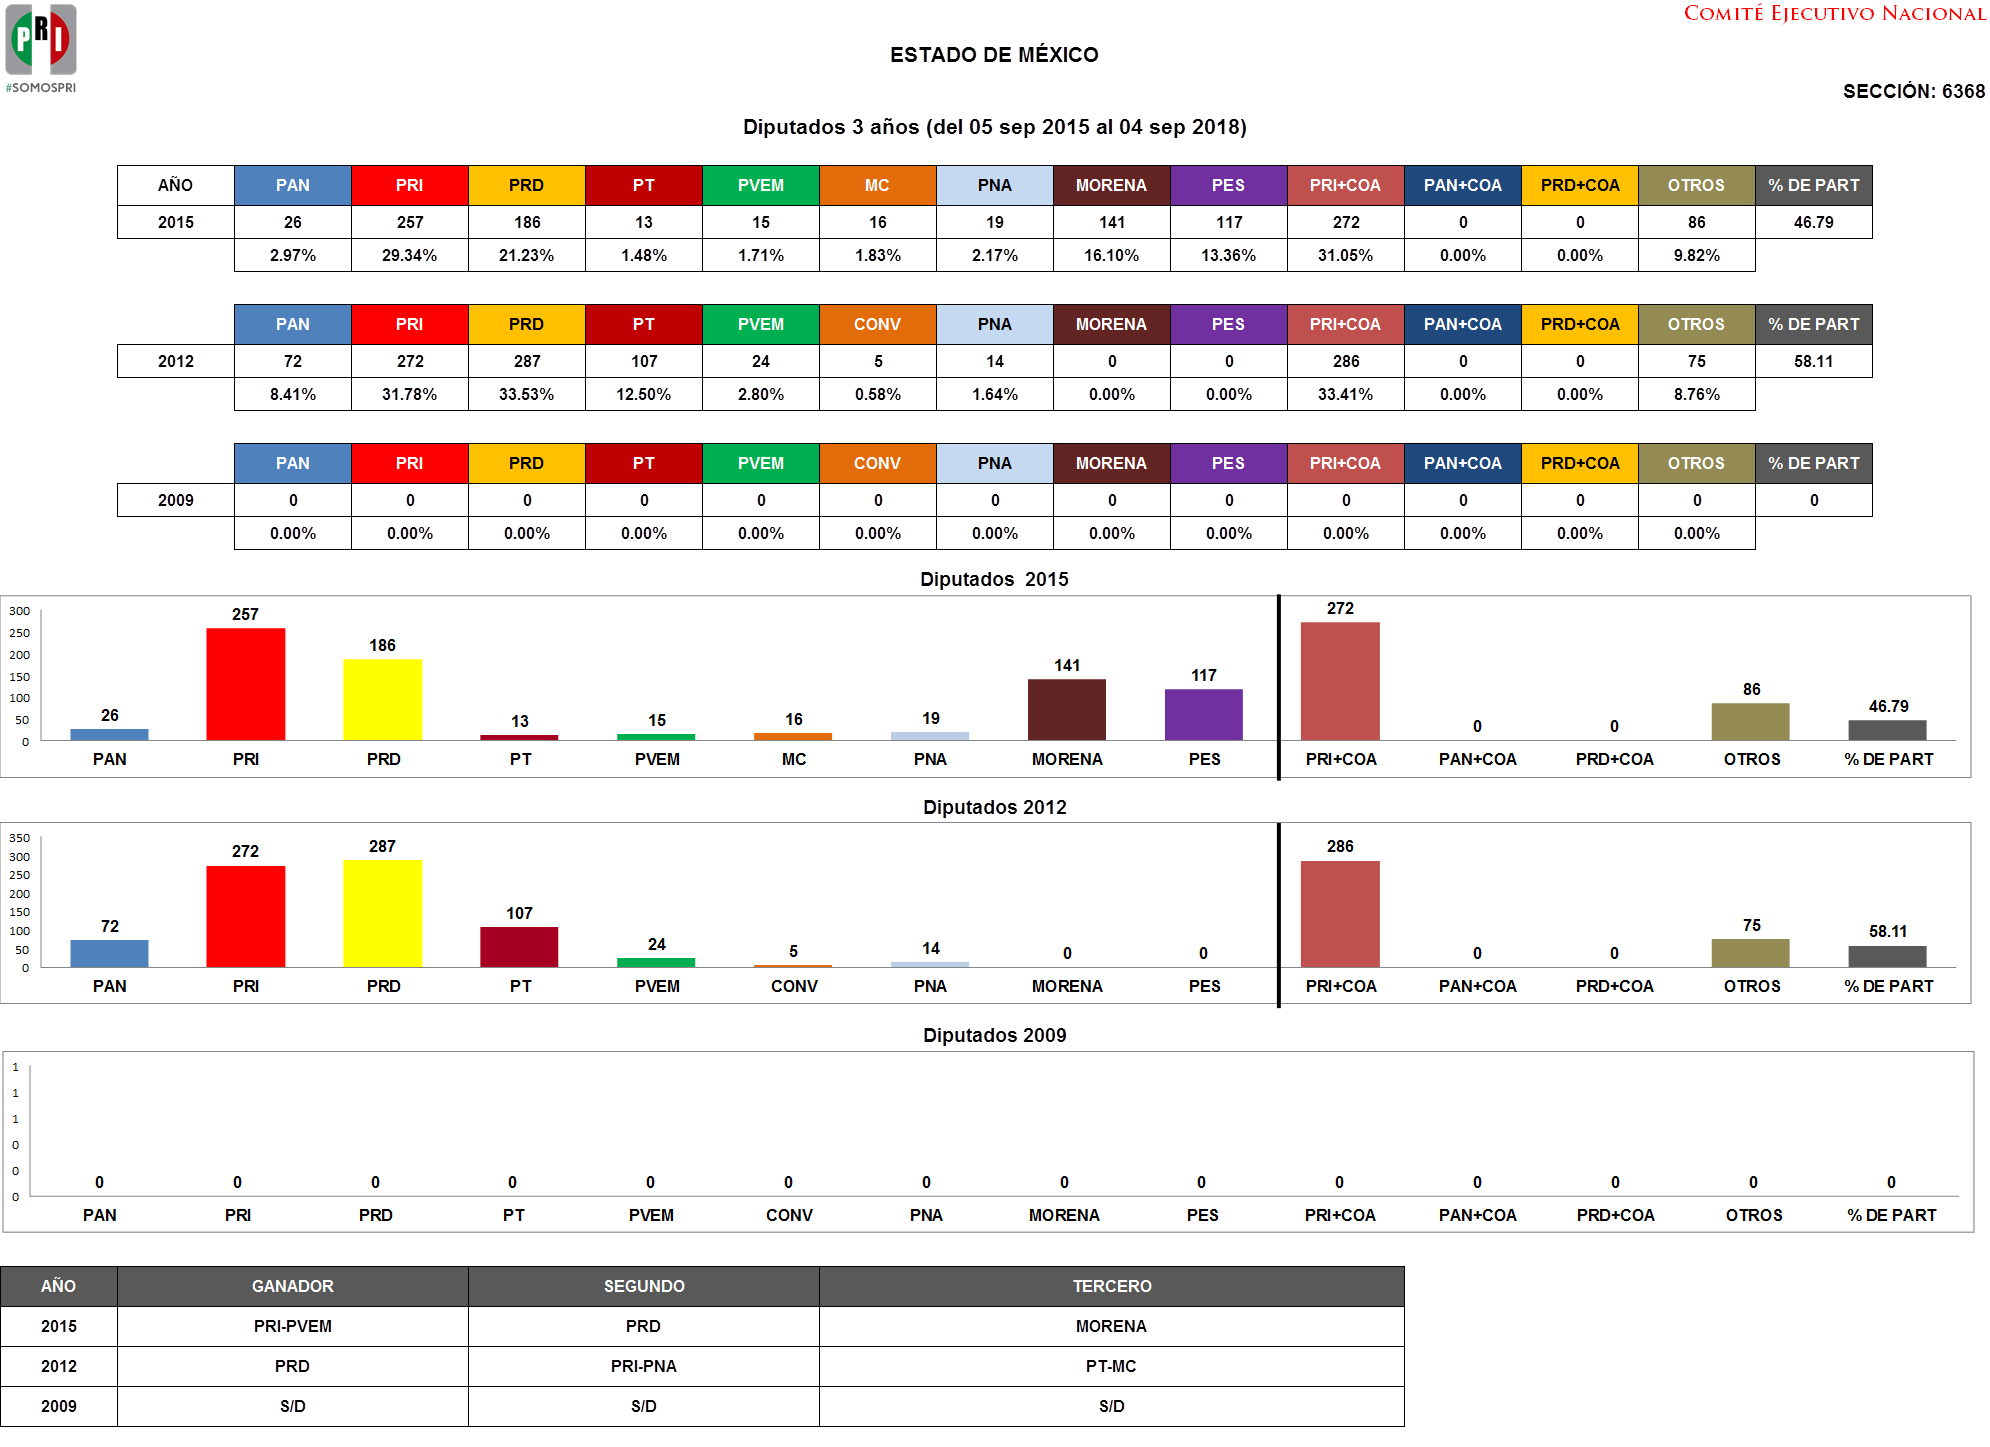 PRI
#SOMOSPRI
COMITÉ EJECUTIVO NACIONAL
ESTADO DE MÉXICO
SECCIÓN: 6368
Diputados 3 años (del 05 sep 2015 al 04 sep 2018)
AÑO PAN PRI PRD PT PVEM MC PNA MORENA PES PRI+COA PAN+COA PRD+COA OTROS % DE PART
2015 26 257 186 13 15 16 19 141 117 272 0 0 86 46.79
2.97% 29.34% 21.23% 1.48% 1.71% 1.83% 2.17% 16.10% 13.36% 31.05% 0.00% 0.00% 9.82%
PAN PRI PRD PT PVEM CONV PNA MORENA PES PRI+COA PAN+COA PRD+COA OTROS % DE PART
2012 72 272 287 107 24 5 14 0 0 286 0 0 75 58.11
8.41% 31.78% 33.53% 12.50% 2.80% 0.58% 1.64% 0.00% 0.00% 33.41% 0.00% 0.00% 8.76%
PAN PRI PRD PT PVEM CONV PNA MORENA PES PRI+COA PAN+COA PRD+COA OTROS % DE PART
2009 0 0 0 0 0 0 0 0 0 0 0 0 0 0
0.00% 0.00% 0.00% 0.00% 0.00% 0.00% 0.00% 0.00% 0.00% 0.00% 0.00% 0.00% 0.00%
Diputados 2015
300
250
200
150
100
50
0
26 257 186 13 15 16 19 141 117 272 0 0 86 46.79
PAN PRI PRD PT PVEM MC PNA MORENA PES PRI+COA PAN+COA PRD+COA OTROS % DE PART
Diputados 2012
350
300
250
200
150
100
50
0
72 272 287 107 24 5 14 0 0 286 0 0 75 58.11
PAN PRI PRD PT PVEM CONV PNA MORENA PES PRI+COA PAN+COA PRD+COA OTROS % DE PART
Diputados 2009
1
1
1
0
0
0
0 0 0 0 0 0 0 0 0 0 0 0 0 0
PAN PRI PRD PT PVEM CONV PNA MORENA PES PRI+COA PAN+COA PRD+COA OTROS % DE PART
AÑO GANADOR SEGUNDO TERCERO
2015 PRI-PVEM PRD MORENA
2012 PRD PRI-PNA PT-MC
2009 S/D S/D S/D